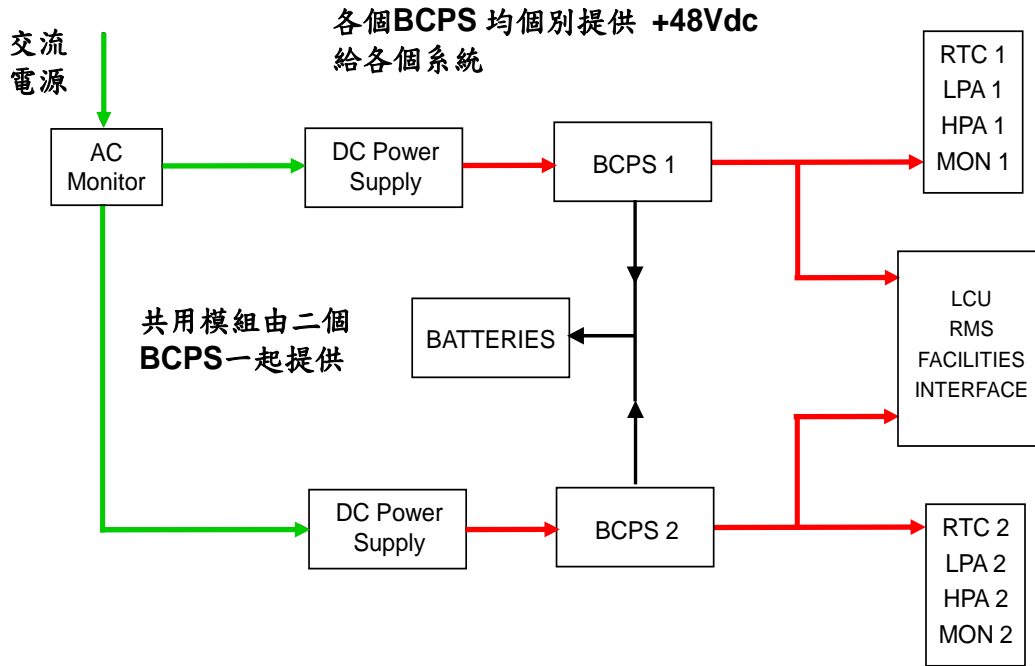 各個BCPS 均個別提供 +48Vdc
給各個系統
交流
電源
AC
Monitor
DC Power
Supply
BCPS 1
RTC 1
LPA 1
HPA 1
MON 1
共用模組由二個
BCPS一起提供
BATTERIES
LCU
RMS
FACILITIES
INTERFACE
DC Power
Supply
BCPS 2
RTC 2
LPA 2
HPA 2
MON 2